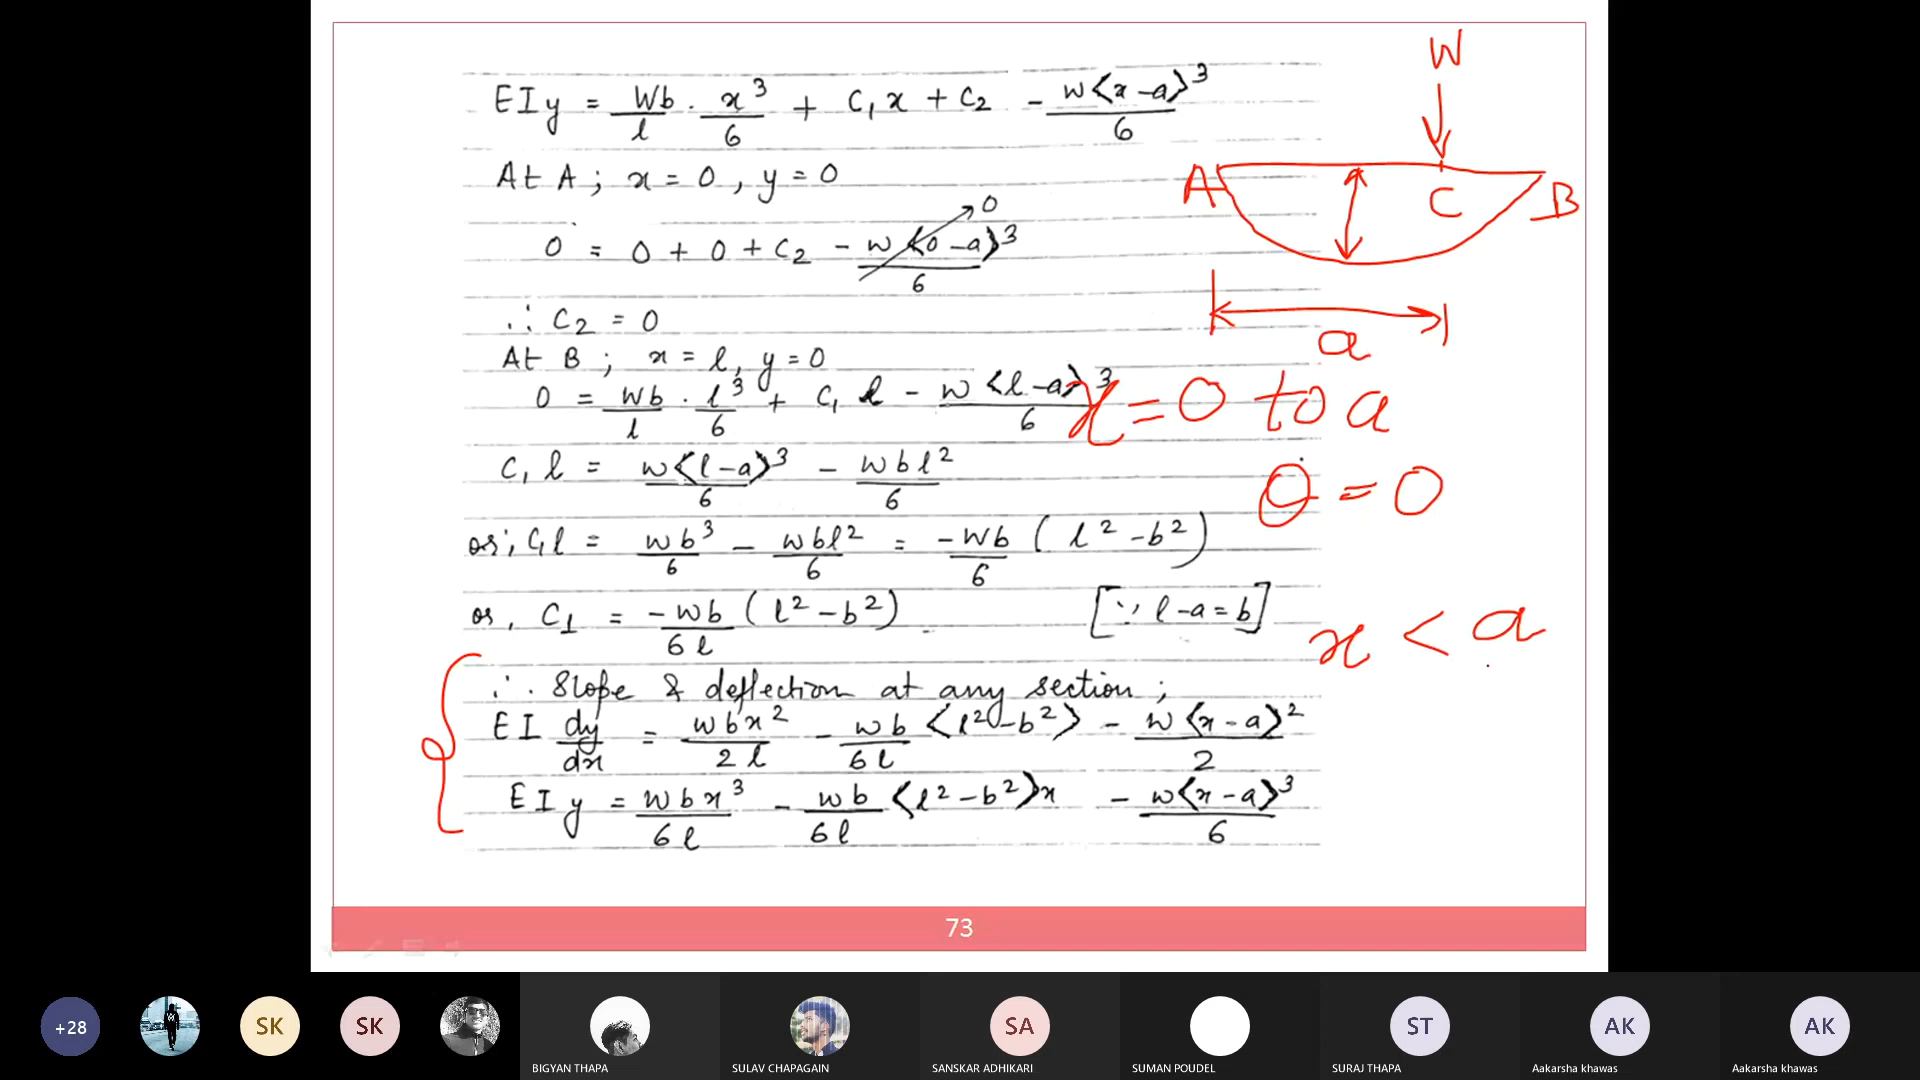 EIy = Wb/l . x³/6 + C₁x + C₂ - w<x-a>³/6
W
At A ; x = 0 , y = 0
A
C
B
0
0 = 0 + 0 + C₂ - w<0-a>³/6
∴ C₂ = 0
a
At B ; x = l, y = 0
0 = Wb/l . l³/6 + C₁ l - w<l-a>³/6
x = 0 to a
C₁ l = w<l-a>³/6 - wbl²/6
θ = 0
or, C₁l = wb³/6 - wbl²/6 = -Wb/6 (l² - b²)
or, C₁ = -wb/6l (l² - b²) [∵ l-a = b]
x < a
∴ Slope & deflection at any section ;
EI dy/dx = wbx²/2l - wb/6l <l² - b²> - w<x-a>²/2
EIy = wbx³/6l - wb/6l <l² - b²>x - w<x-a>³/6
73
+28
SK
SK
SA
ST
AK
AK
BIGYAN THAPA
SULAV CHAPAGAIN
SANSKAR ADHIKARI
SUMAN POUDEL
SURAJ THAPA
Aakarsha khawas
Aakarsha khawas